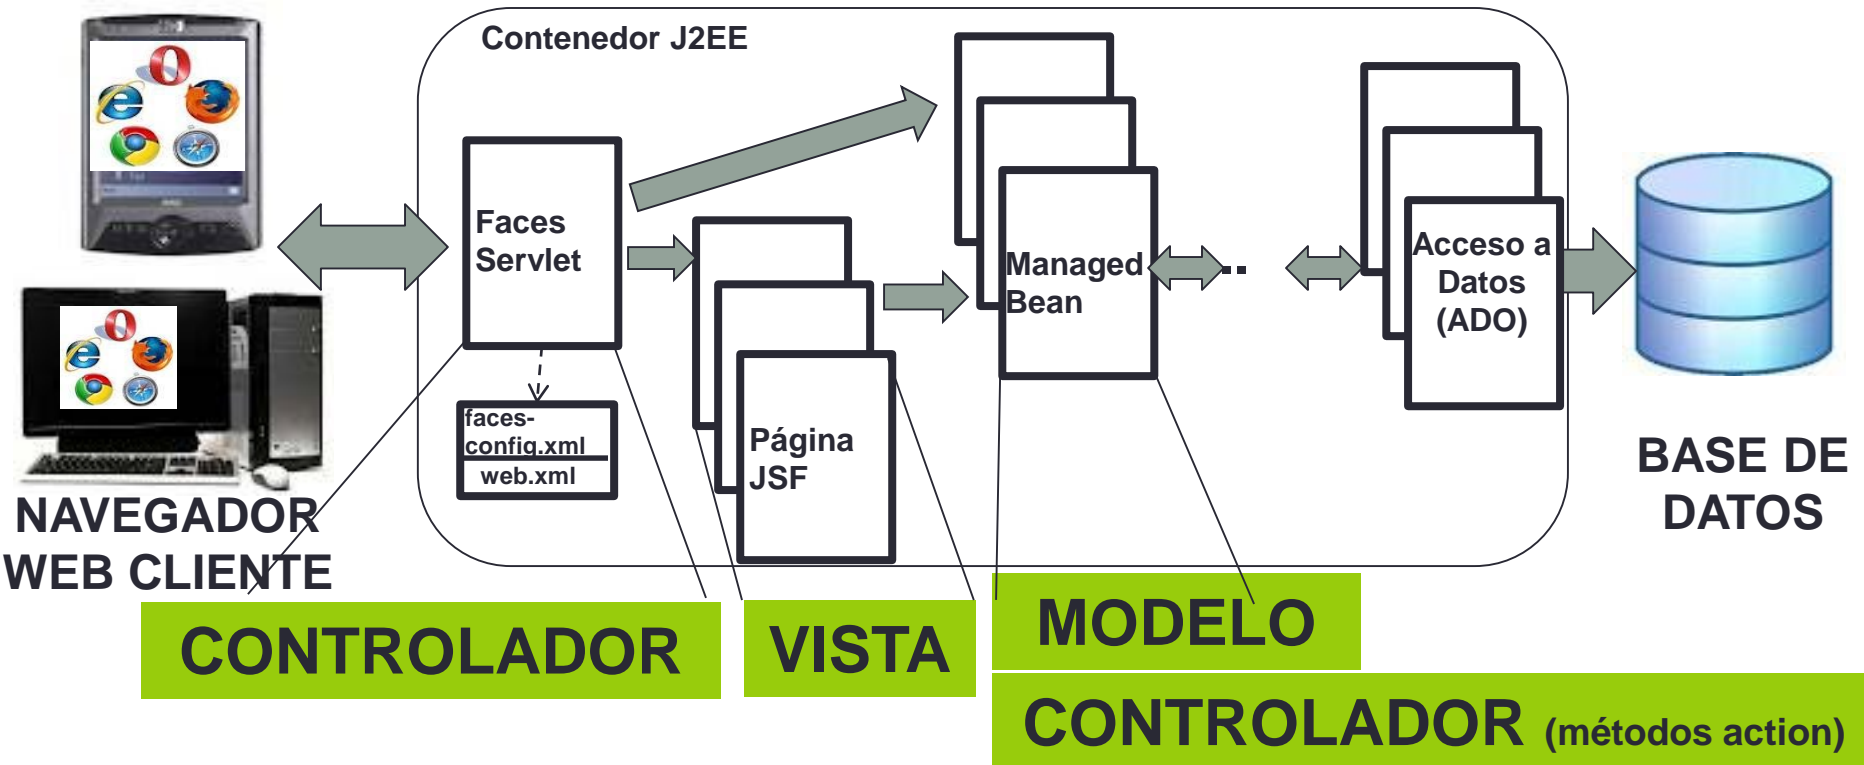 Contenedor J2EE
Faces
Servlet
Managed
Bean
..
Acceso a
Datos
(ADO)
faces-
config.xml
web.xml
Página
JSF
NAVEGADOR
WEB CLIENTE
BASE DE
DATOS
CONTROLADOR
VISTA
MODELO
CONTROLADOR (métodos action)